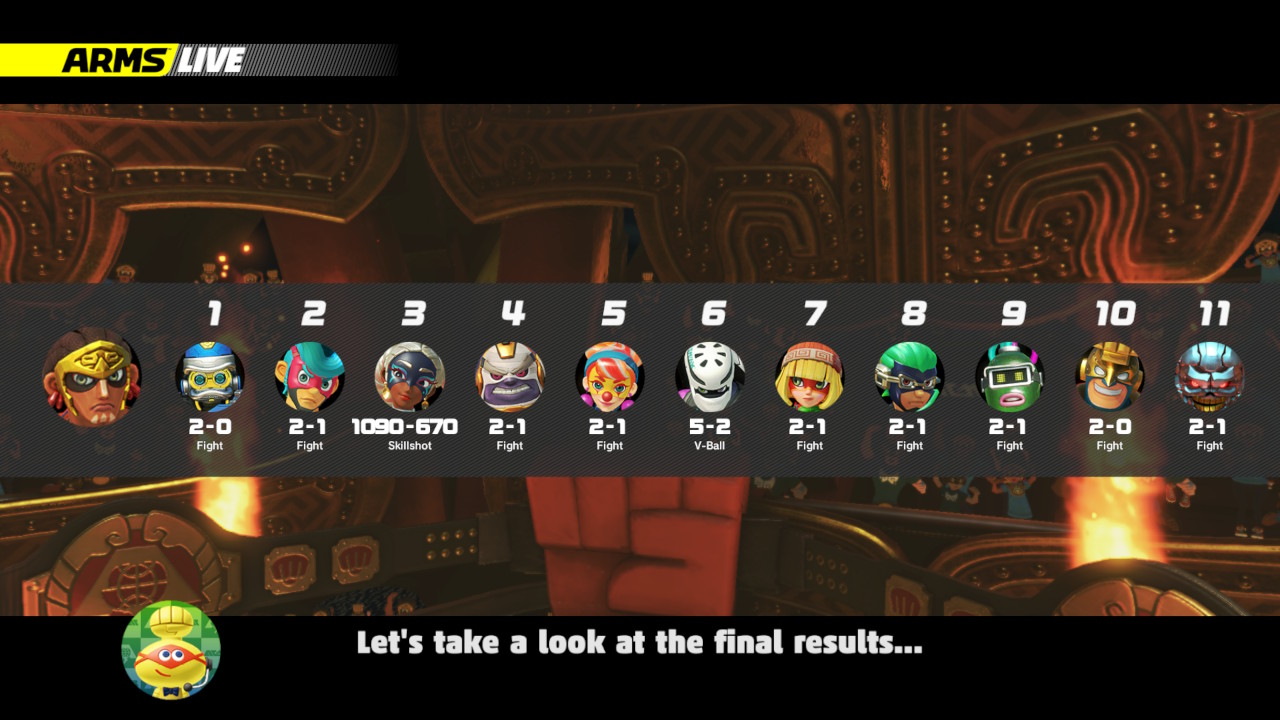 ARMS LIVE
1 2 3 4 5 6 7 8 9 10 11
2-0 2-1 1090-670 2-1 2-1 5-2 2-1 2-1 2-1 2-0 2-1
Fight Fight Skillshot Fight Fight V-Ball Fight Fight Fight Fight Fight
Let's take a look at the final results...